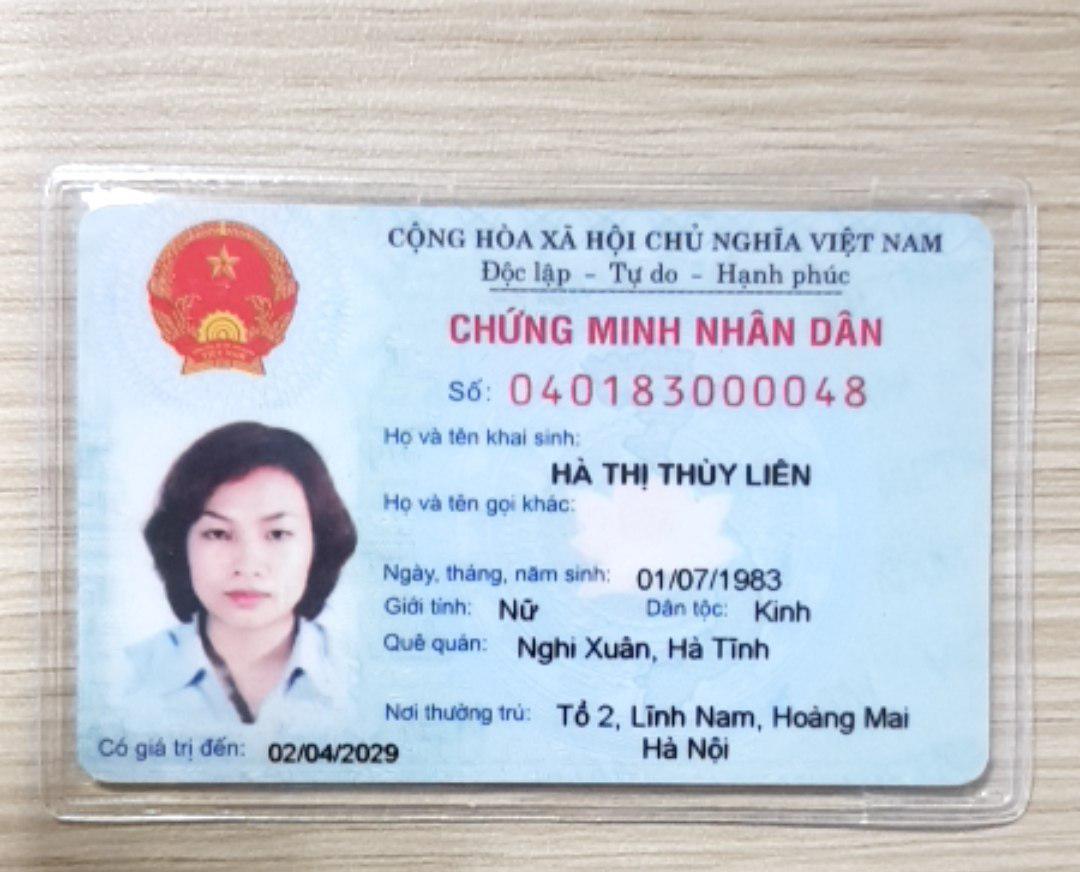 CỘNG HÒA XÃ HỘI CHỦ NGHĨA VIỆT NAM
Độc lập - Tự do - Hạnh phúc
CHỨNG MINH NHÂN DÂN
Số: 040183000048
Họ và tên khai sinh:
HÀ THỊ THÙY LIÊN
Họ và tên gọi khác:
Ngày, tháng, năm sinh: 01/07/1983
Giới tính: Nữ Dân tộc: Kinh
Quê quán: Nghi Xuân, Hà Tĩnh
Nơi thường trú: Tổ 2, Lĩnh Nam, Hoàng Mai
Hà Nội
Có giá trị đến: 02/04/2029